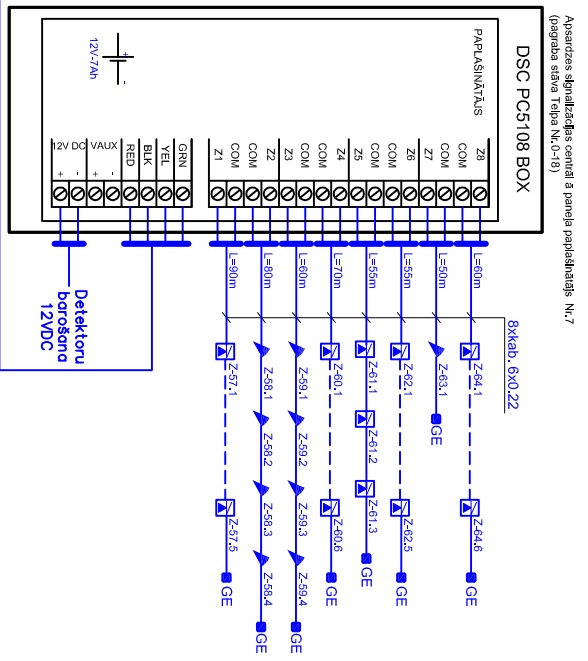 Apsardzes signalizācijas centrālā paneļa paplašinātājs Nr.7
(pagraba stāva Telpa Nr.0-18)
DSC PC5108 BOX
PAPLAŠINĀTĀJS
12V-7Ah
+
-
Z8
COM
COM
Z7
Z6
COM
COM
Z5
Z4
COM
COM
Z3
Z2
COM
COM
Z1
GRN
YEL
BLK
RED
VAUX
-
+
12V DC
-
+
8xkab. 6x0.22
L=60m
Z-64.1
Z-64.6
GE
L=50m
Z-63.1
GE
L=55m
Z-62.1
Z-62.5
GE
L=55m
Z-61.1
Z-61.2
Z-61.3
GE
L=70m
Z-60.1
Z-60.6
GE
L=60m
Z-59.1
Z-59.2
Z-59.3
Z-59.4
GE
L=80m
Z-58.1
Z-58.2
Z-58.3
Z-58.4
GE
L=90m
Z-57.1
Z-57.5
GE
Detektoru
barošana
12VDC